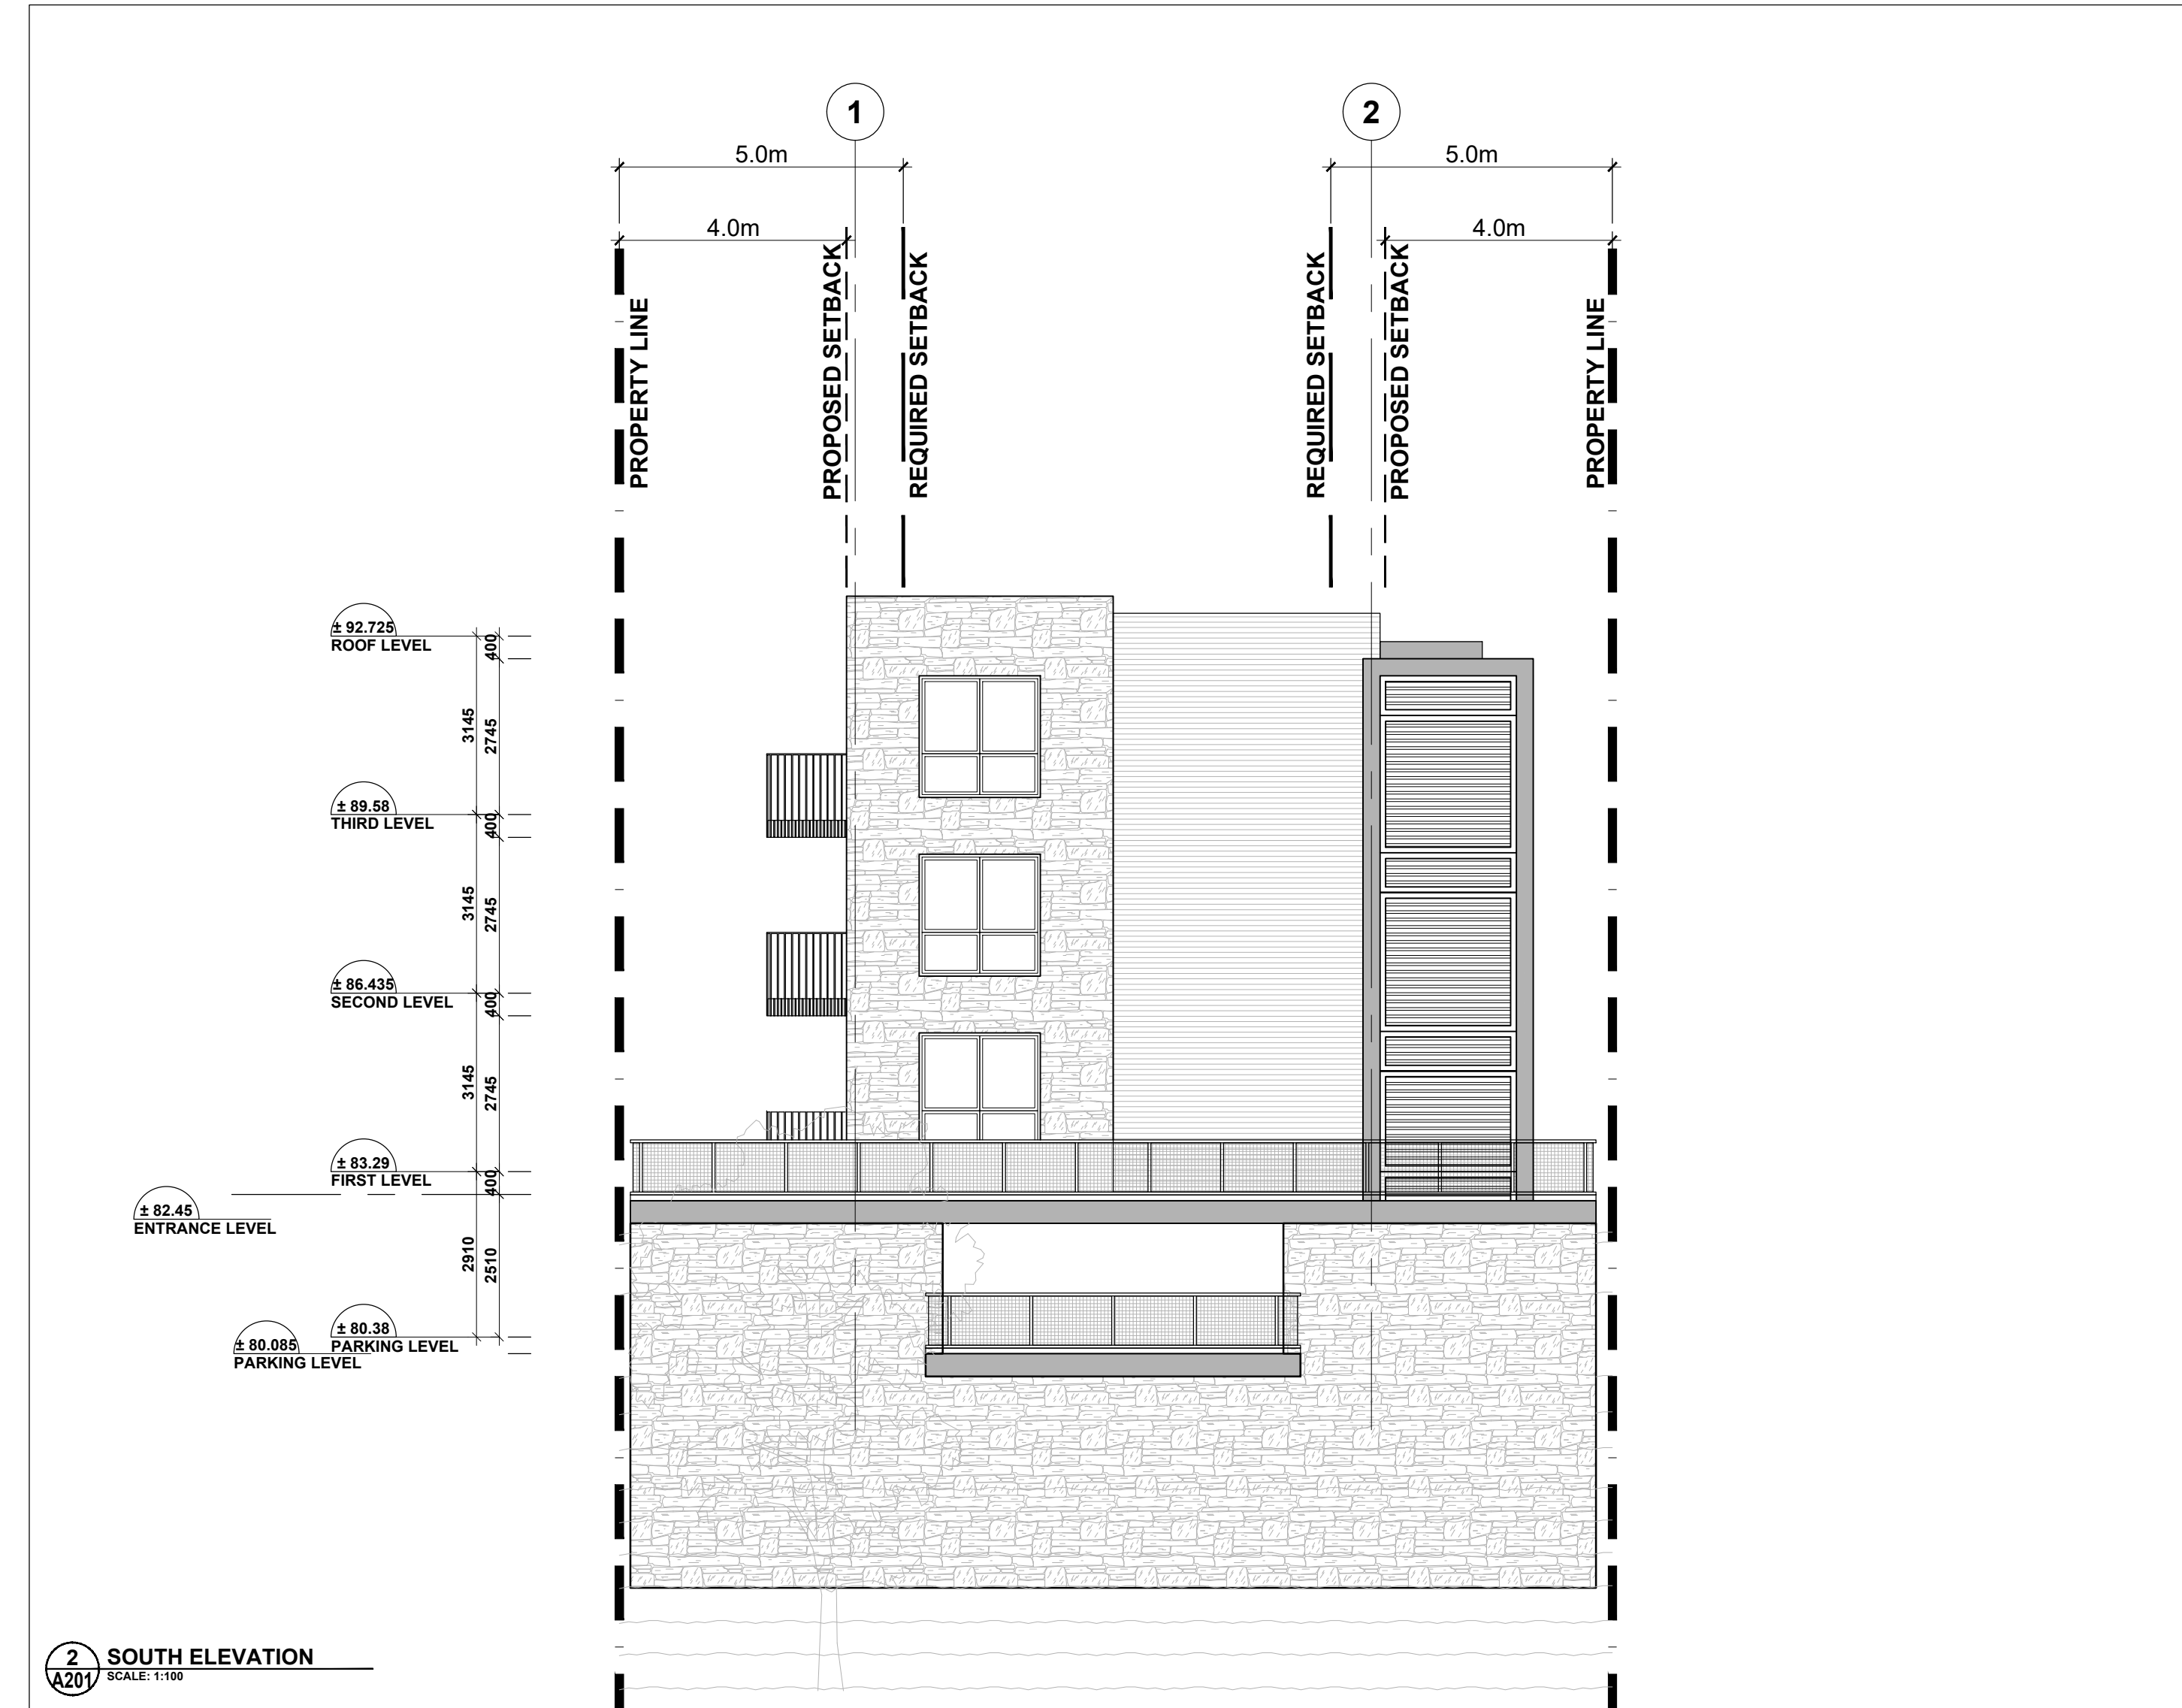 1
2
5.0m
5.0m
4.0m
4.0m
PROPERTY LINE
PROPOSED SETBACK
REQUIRED SETBACK
REQUIRED SETBACK
PROPOSED SETBACK
PROPERTY LINE
± 92.725
ROOF LEVEL
400
3145
2745
± 89.58
THIRD LEVEL
400
3145
2745
± 86.435
SECOND LEVEL
400
3145
2745
± 83.29
FIRST LEVEL
400
± 82.45
ENTRANCE LEVEL
2910
2510
± 80.38
PARKING LEVEL
± 80.085
PARKING LEVEL
2
A201
SOUTH ELEVATION
SCALE: 1:100